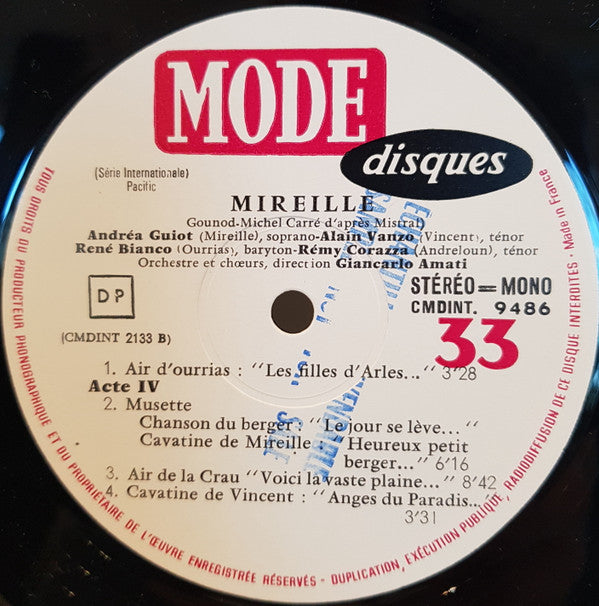 MODE
disques
(Série Internationale)
Pacific
MIREILLE
Gounod-Michel Carré d'après Mistral)
Andréa Guiot (Mireille), soprano-Alain Vanzo (Vincent), ténor
René Bianco (Ourrias), baryton-Rémy Corazza (Andreloun), ténor
Orchestre et chœurs, direction Giancarlo Amati
STÉRÉO=MONO
DP
CMDINT. 9486
(CMDINT 2133 B)
33
1. Air d'ourrias : "Les filles d'Arles..." 3'28
Acte IV
2. Musette
Chanson du berger : "Le jour se lève..."
Cavatine de Mireille : " Heureux petit
berger..." 6'16
3. Air de la Crau "Voici la vaste plaine..." 8'42
4. Cavatine de Vincent : "Anges du Paradis..."
3'31
TOUS DROITS DU PRODUCTEUR PHONOGRAPHIQUE ET DU PROPRIÉTAIRE DE L'ŒUVRE ENREGISTRÉE RÉSERVÉS - DUPLICATION, EXÉCUTION PUBLIQUE, RADIODIFFUSION DE CE DISQUE INTERDITES - Made in France